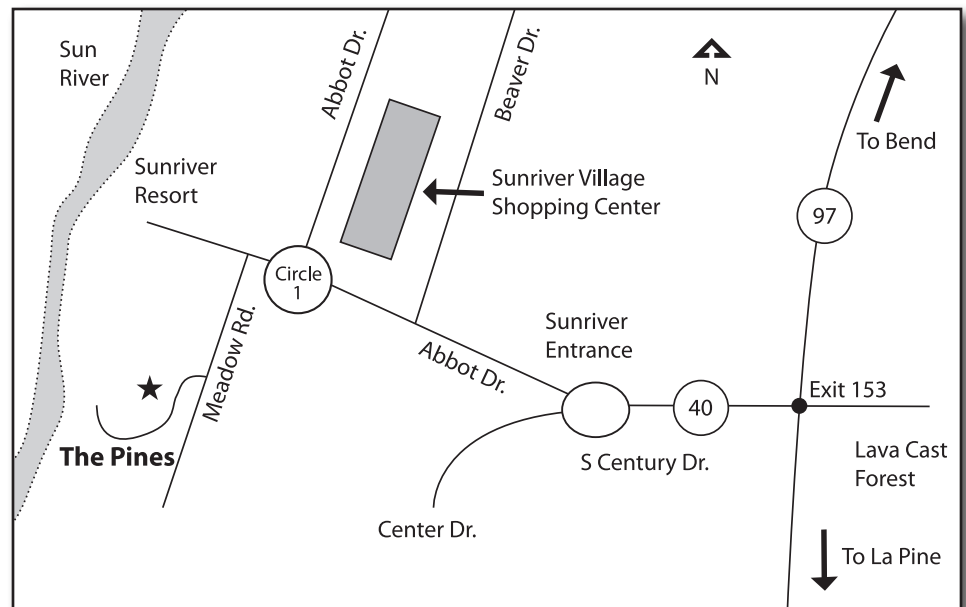 Sun
River
Abbot Dr.
Beaver Dr.
N
To Bend
Sunriver
Resort
Sunriver Village
Shopping Center
97
Circle
1
Meadow Rd.
Sunriver
Entrance
Abbot Dr.
Exit 153
40
The Pines
S Century Dr.
Lava Cast
Forest
Center Dr.
To La Pine